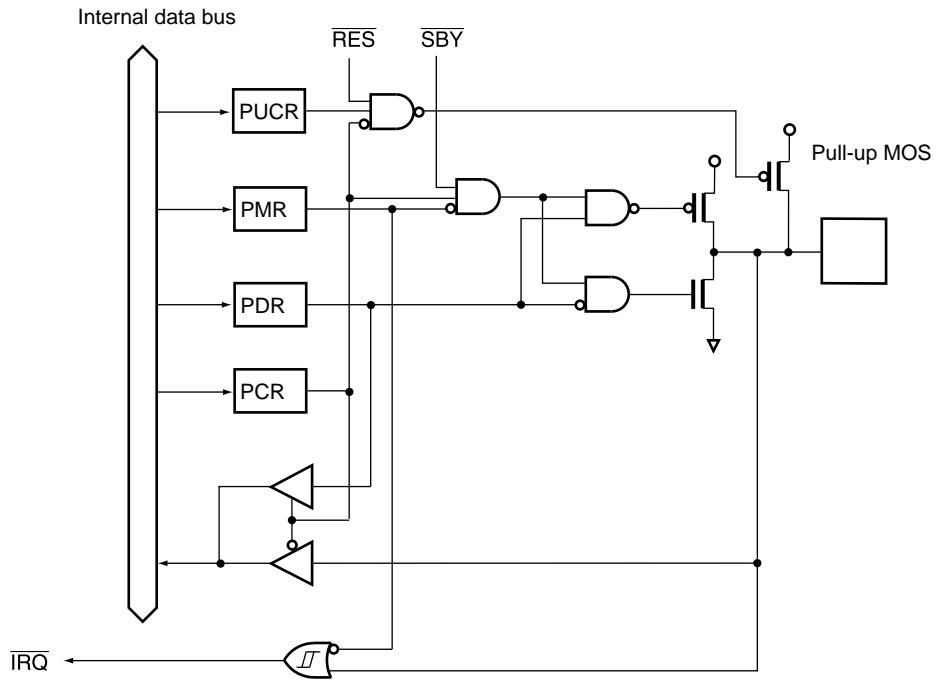 Internal data bus
RES
SBY
PUCR
Pull-up MOS
PMR
PDR
PCR
IRQ